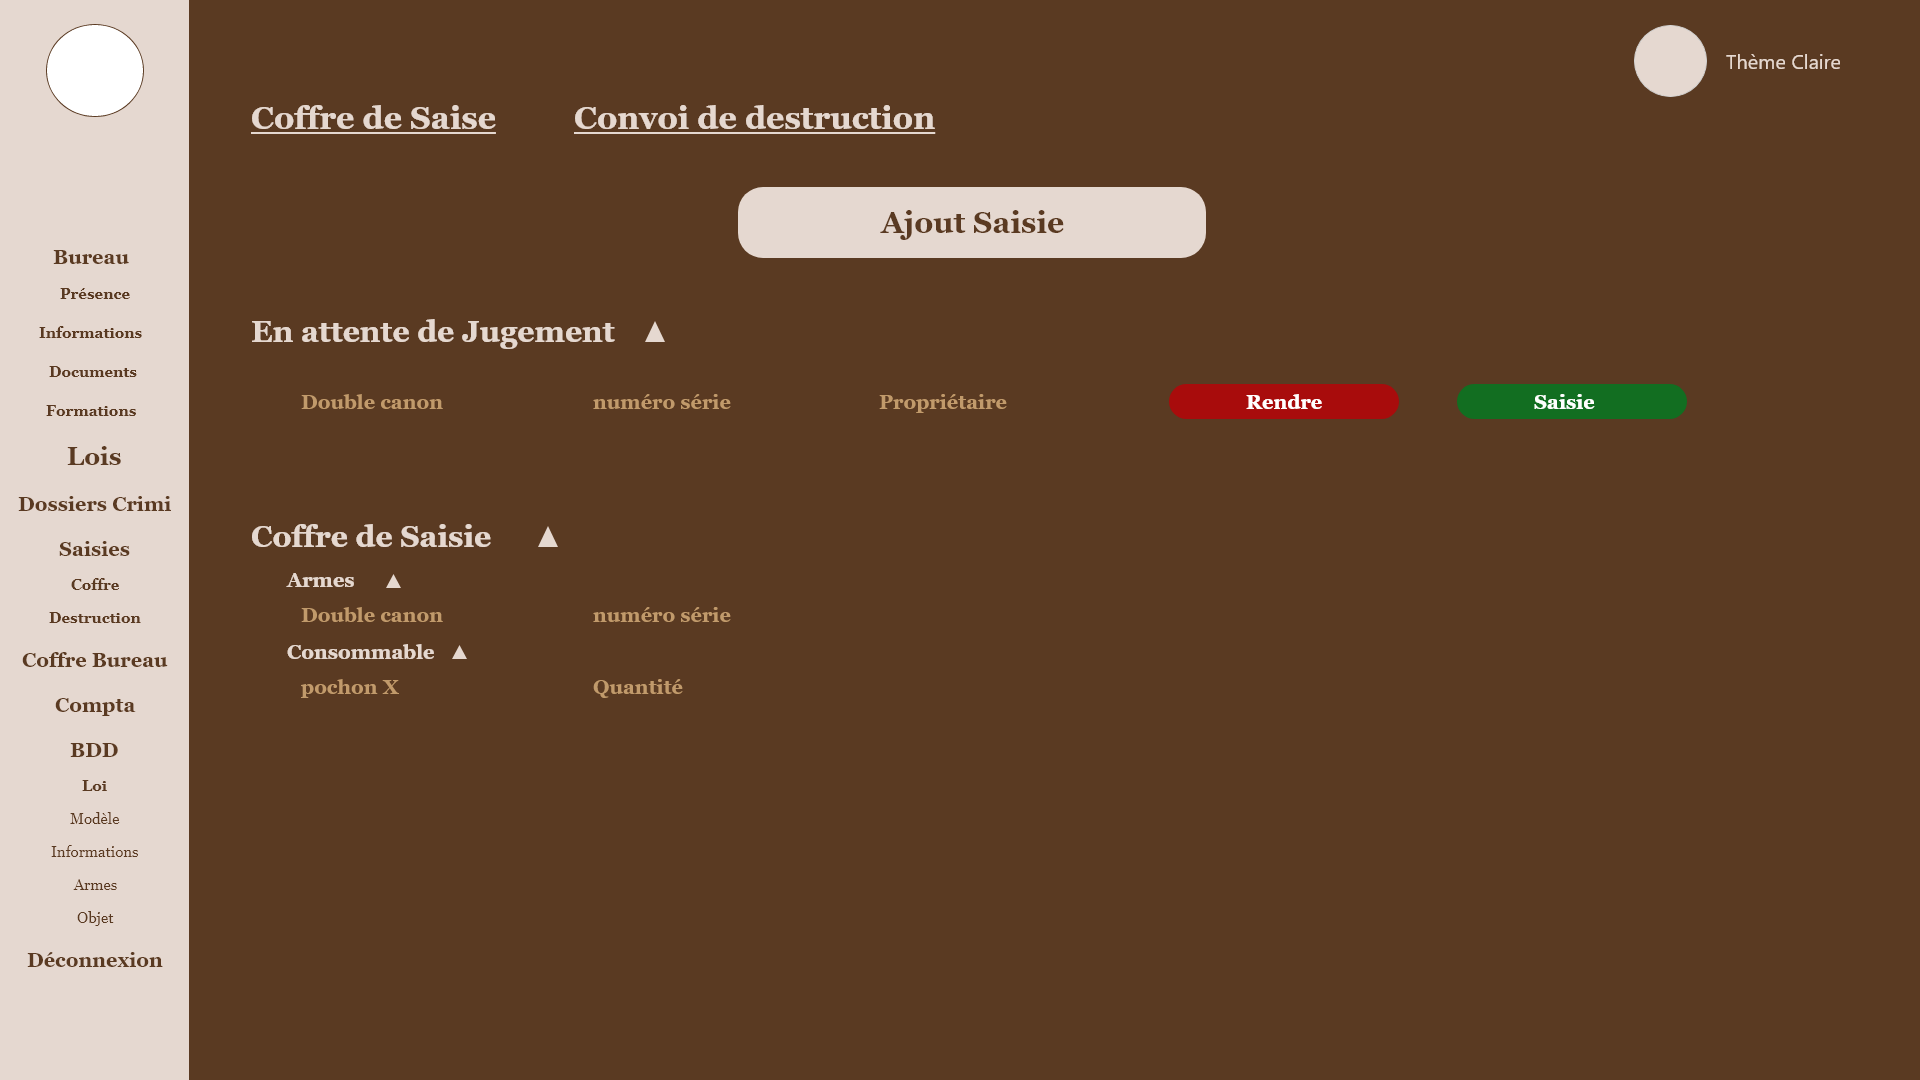 Bureau
Présence
Informations
Documents
Formations
Lois
Dossiers Crimi
Saisies
Coffre
Destruction
Coffre Bureau
Compta
BDD
Loi
Modèle
Informations
Armes
Objet
Déconnexion
Thème Claire
Coffre de Saise Convoi de destruction
Ajout Saisie
En attente de Jugement ▲
Double canon numéro série Propriétaire Rendre Saisie
Coffre de Saisie ▲
Armes ▲
Double canon numéro série
Consommable ▲
pochon X Quantité